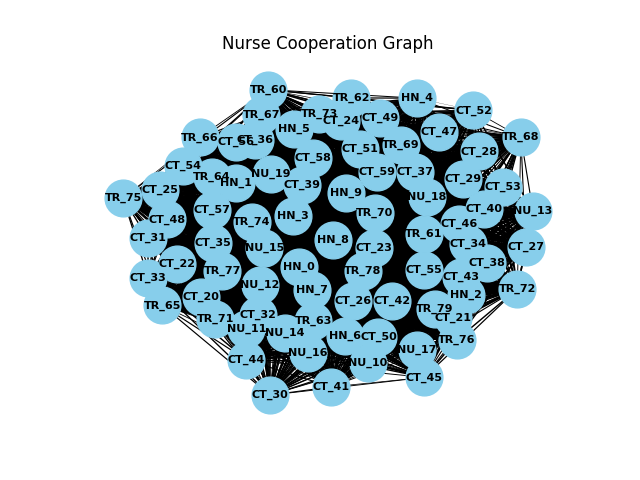 Nurse Cooperation Graph
TR_60
TR_62
HN_4
CT_52
TR_67
TR_73
CT_24
CT_49
HN_5
CT_47
TR_68
TR_66
CT_56
CT_36
CT_51
TR_69
CT_28
CT_54
CT_58
NU_19
CT_59
CT_37
TR_64
HN_1
CT_39
CT_29
CT_53
CT_25
HN_9
NU_18
TR_75
CT_57
CT_48
HN_3
TR_70
CT_40
NU_13
TR_74
CT_46
CT_31
CT_35
NU_15
HN_8
CT_23
TR_61
CT_34
CT_27
CT_22
HN_0
TR_78
CT_55
CT_38
CT_33
TR_77
CT_43
NU_12
HN_7
TR_72
CT_20
TR_65
CT_26
CT_42
HN_2
TR_79
CT_21
TR_71
CT_32
TR_63
NU_11
NU_14
HN_6
CT_50
TR_76
NU_16
NU_17
CT_44
NU_10
CT_45
CT_41
CT_30